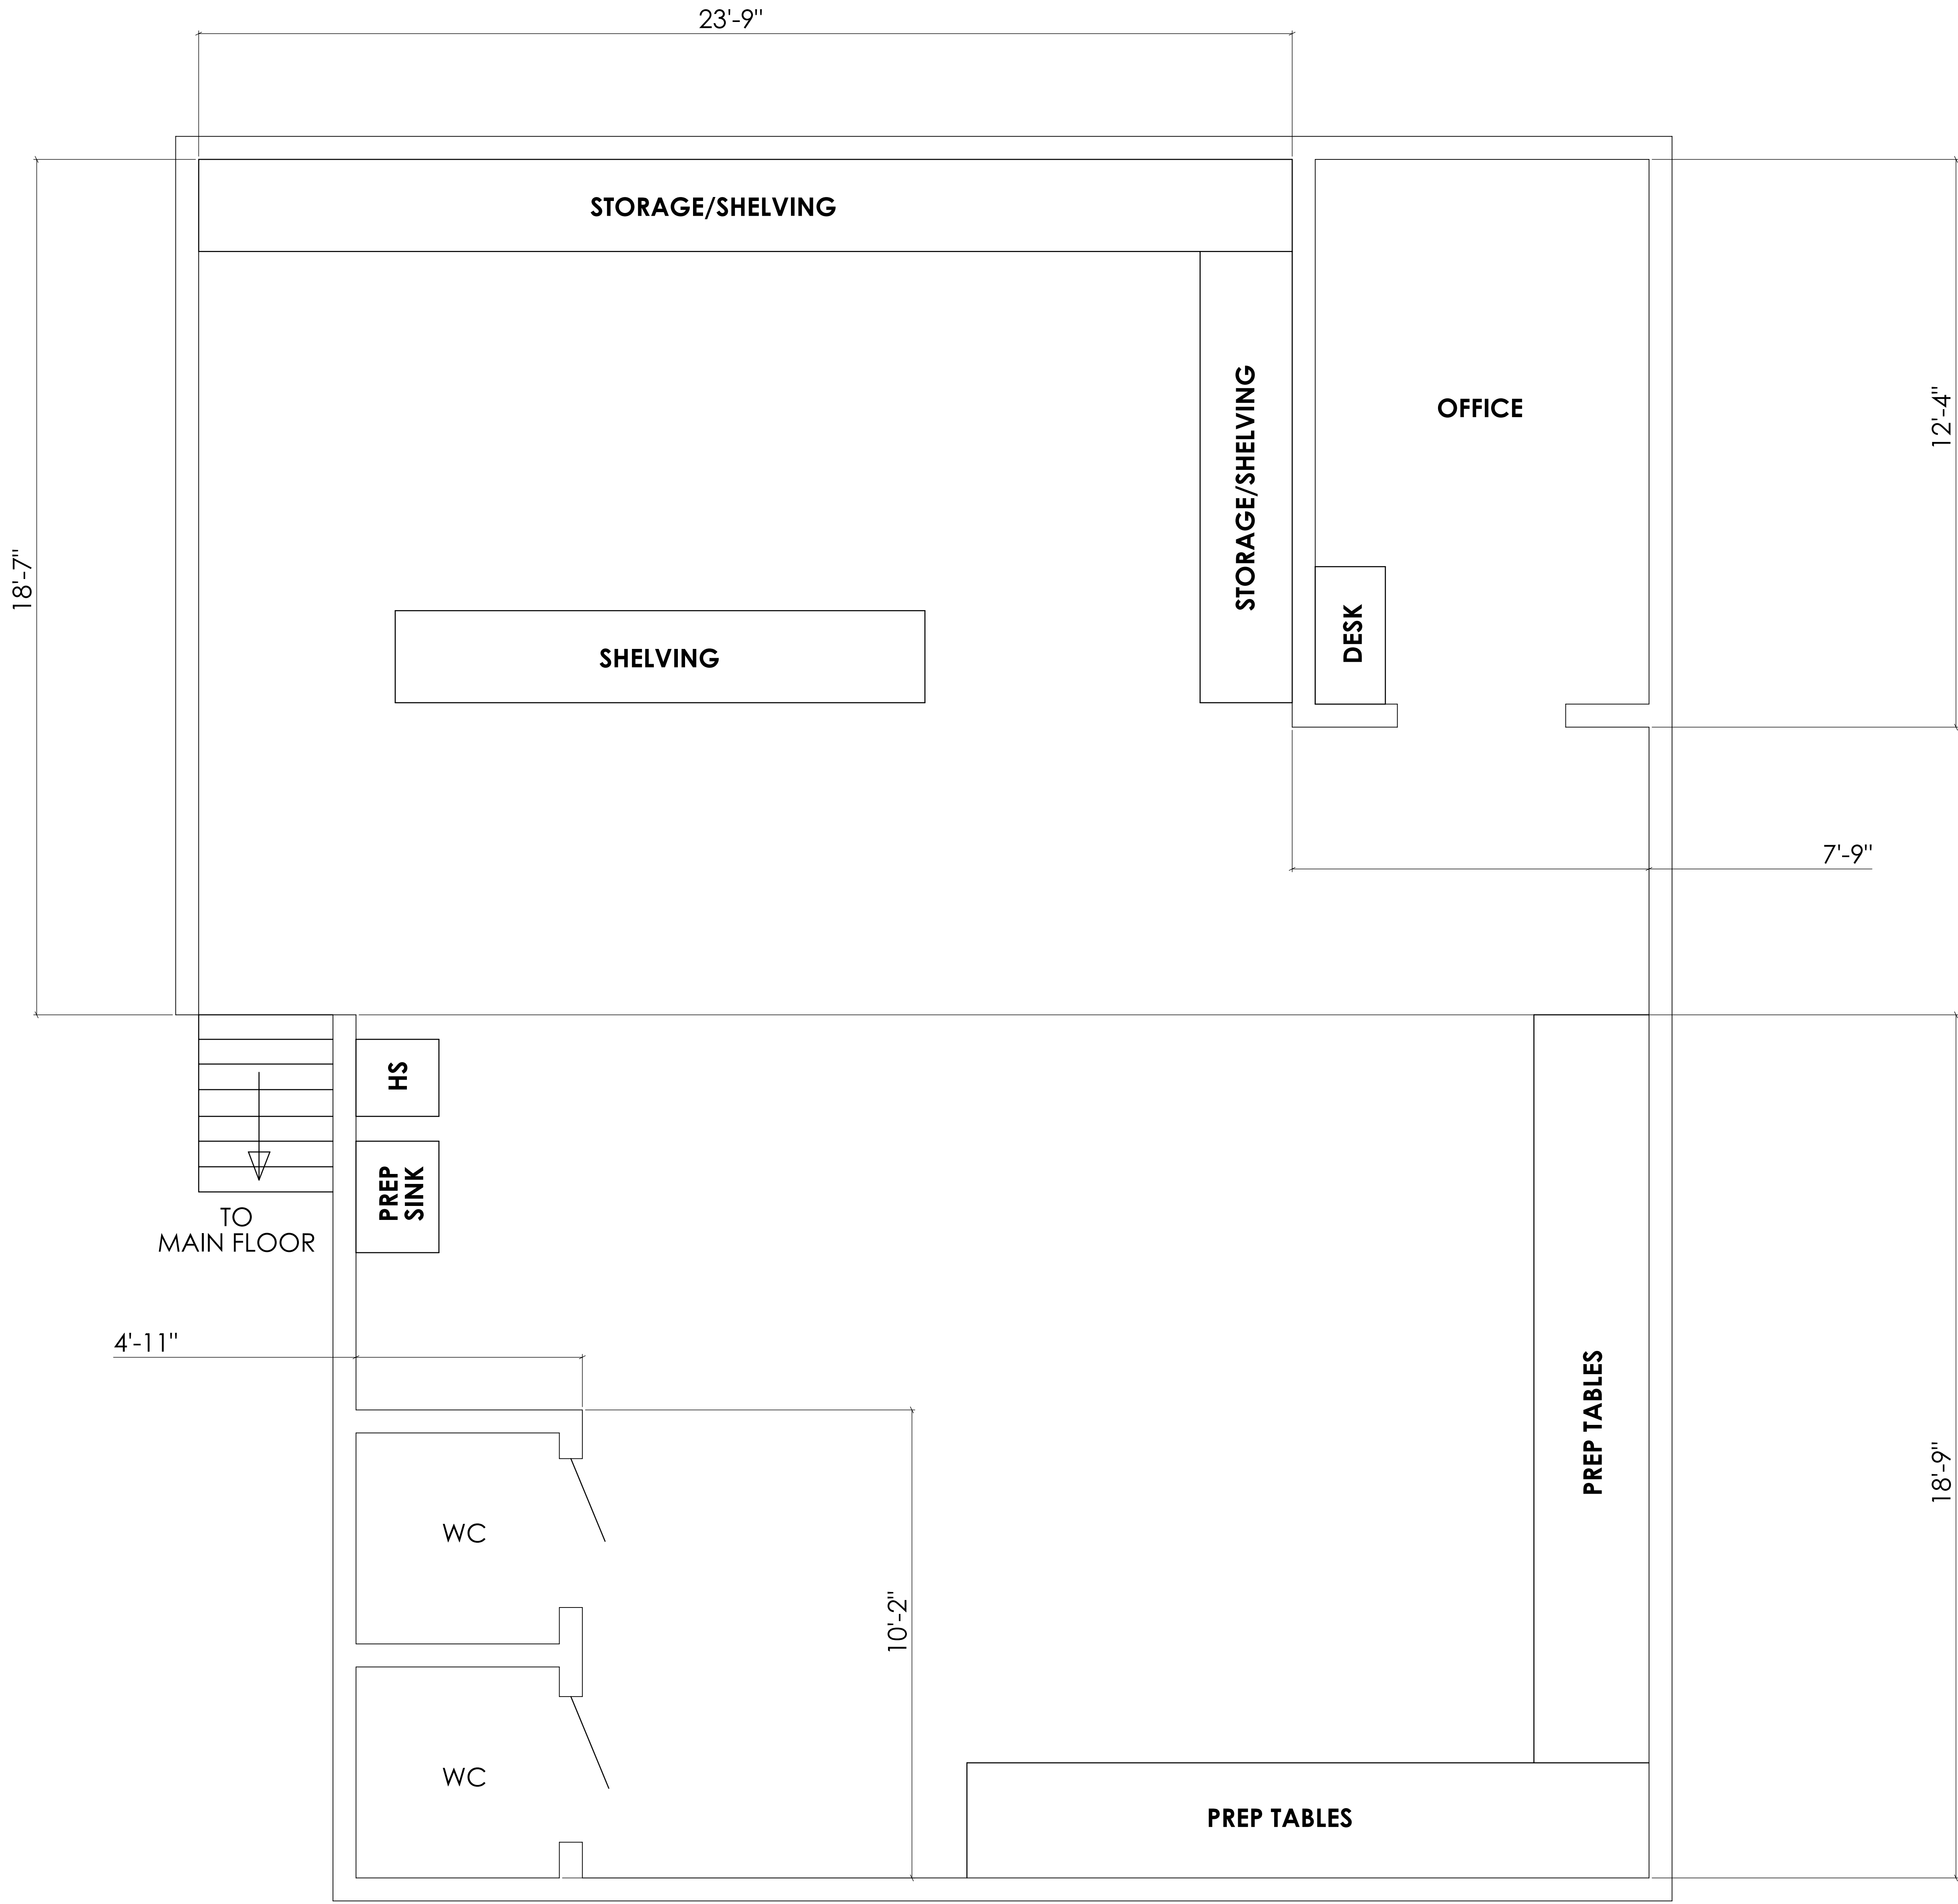 23'-9"
STORAGE/SHELVING
STORAGE/SHELVING
OFFICE
12'-4"
18'-7"
SHELVING
DESK
7'-9"
HS
PREP
SINK
TO
MAIN FLOOR
4'-11"
PREP TABLES
18'-9"
WC
10'-2"
WC
PREP TABLES